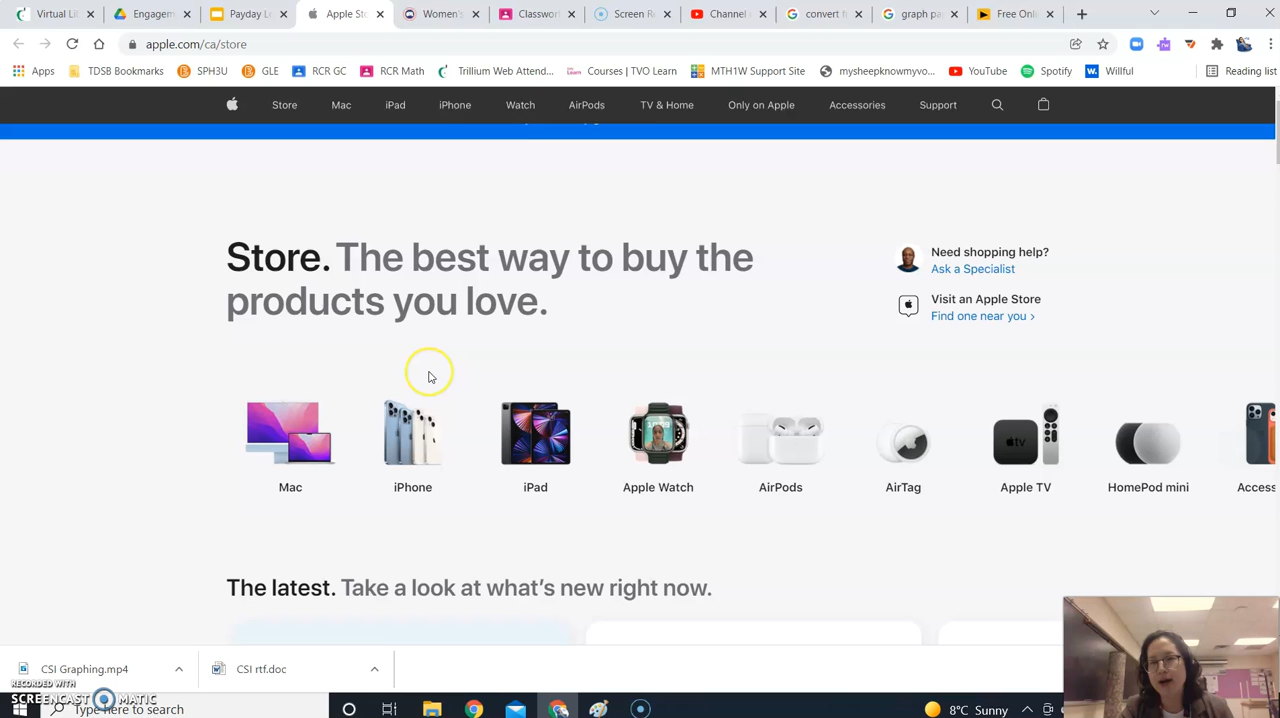 Virtual Li
Engagem
Payday Lo
Apple Sto
Women's
Classwor
Screen
Channel
convert f
graph pa
Free Onli
apple.com/ca/store
Apps
TDSB Bookmarks
SPH3U
GLE
RCR GC
RCR Math
Trillium Web Attend...
Courses | TVO Learn
MTH1W Support Site
mysheepknowmyvo...
YouTube
Spotify
Willful
Reading list
Store
Mac
iPad
iPhone
Watch
AirPods
TV & Home
Only on Apple
Accessories
Support
Store. The best way to buy the
products you love.
Need shopping help?
Ask a Specialist
Visit an Apple Store
Find one near you >
Mac
iPhone
iPad
Apple Watch
AirPods
AirTag
Apple TV
HomePod mini
Access
The latest. Take a look at what's new right now.
CSI Graphing.mp4
CSI rtf.doc
RECORDED WITH
SCREENCAST MATIC
Type here to search
8°C Sunny